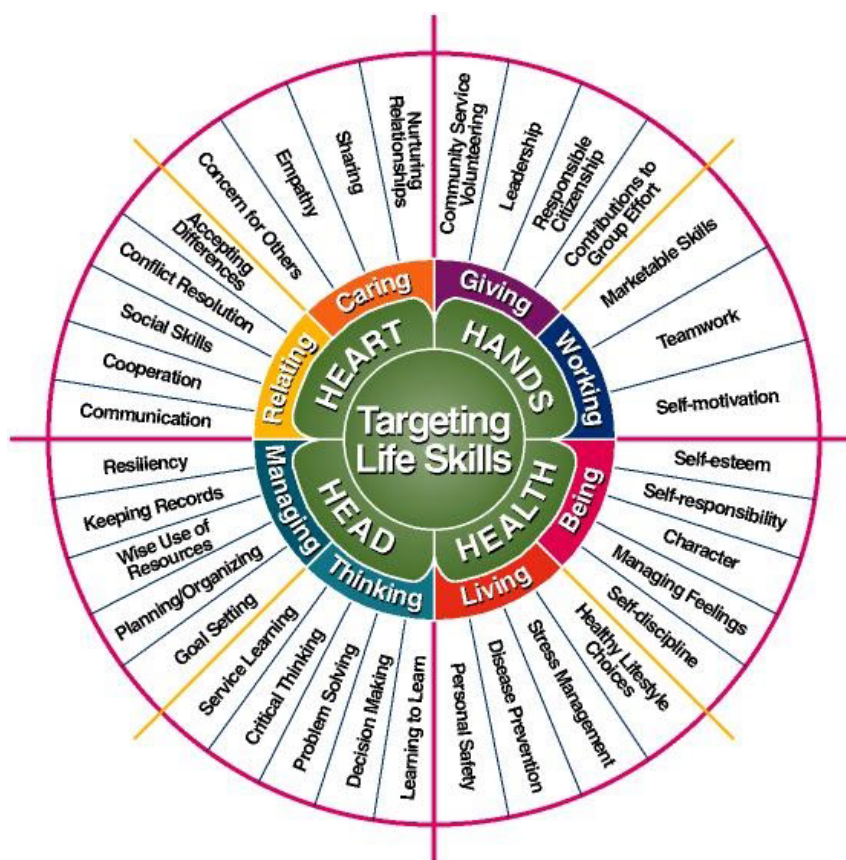 Targeting
Life Skills
HEART
Caring
Nurturing
Relationships
Sharing
Empathy
Concern for Others
Relating
Accepting
Differences
Conflict Resolution
Social Skills
Cooperation
Communication
HANDS
Giving
Community Service
Volunteering
Leadership
Responsible
Citizenship
Contributions to
Group Effort
Working
Marketable Skills
Teamwork
Self-motivation
HEALTH
Being
Self-esteem
Self-responsibility
Character
Managing Feelings
Self-discipline
Living
Healthy Lifestyle
Choices
Stress Management
Disease Prevention
Personal Safety
HEAD
Thinking
Learning to Learn
Decision Making
Problem Solving
Critical Thinking
Service Learning
Managing
Goal Setting
Planning/Organizing
Wise Use of
Resources
Keeping Records
Resiliency